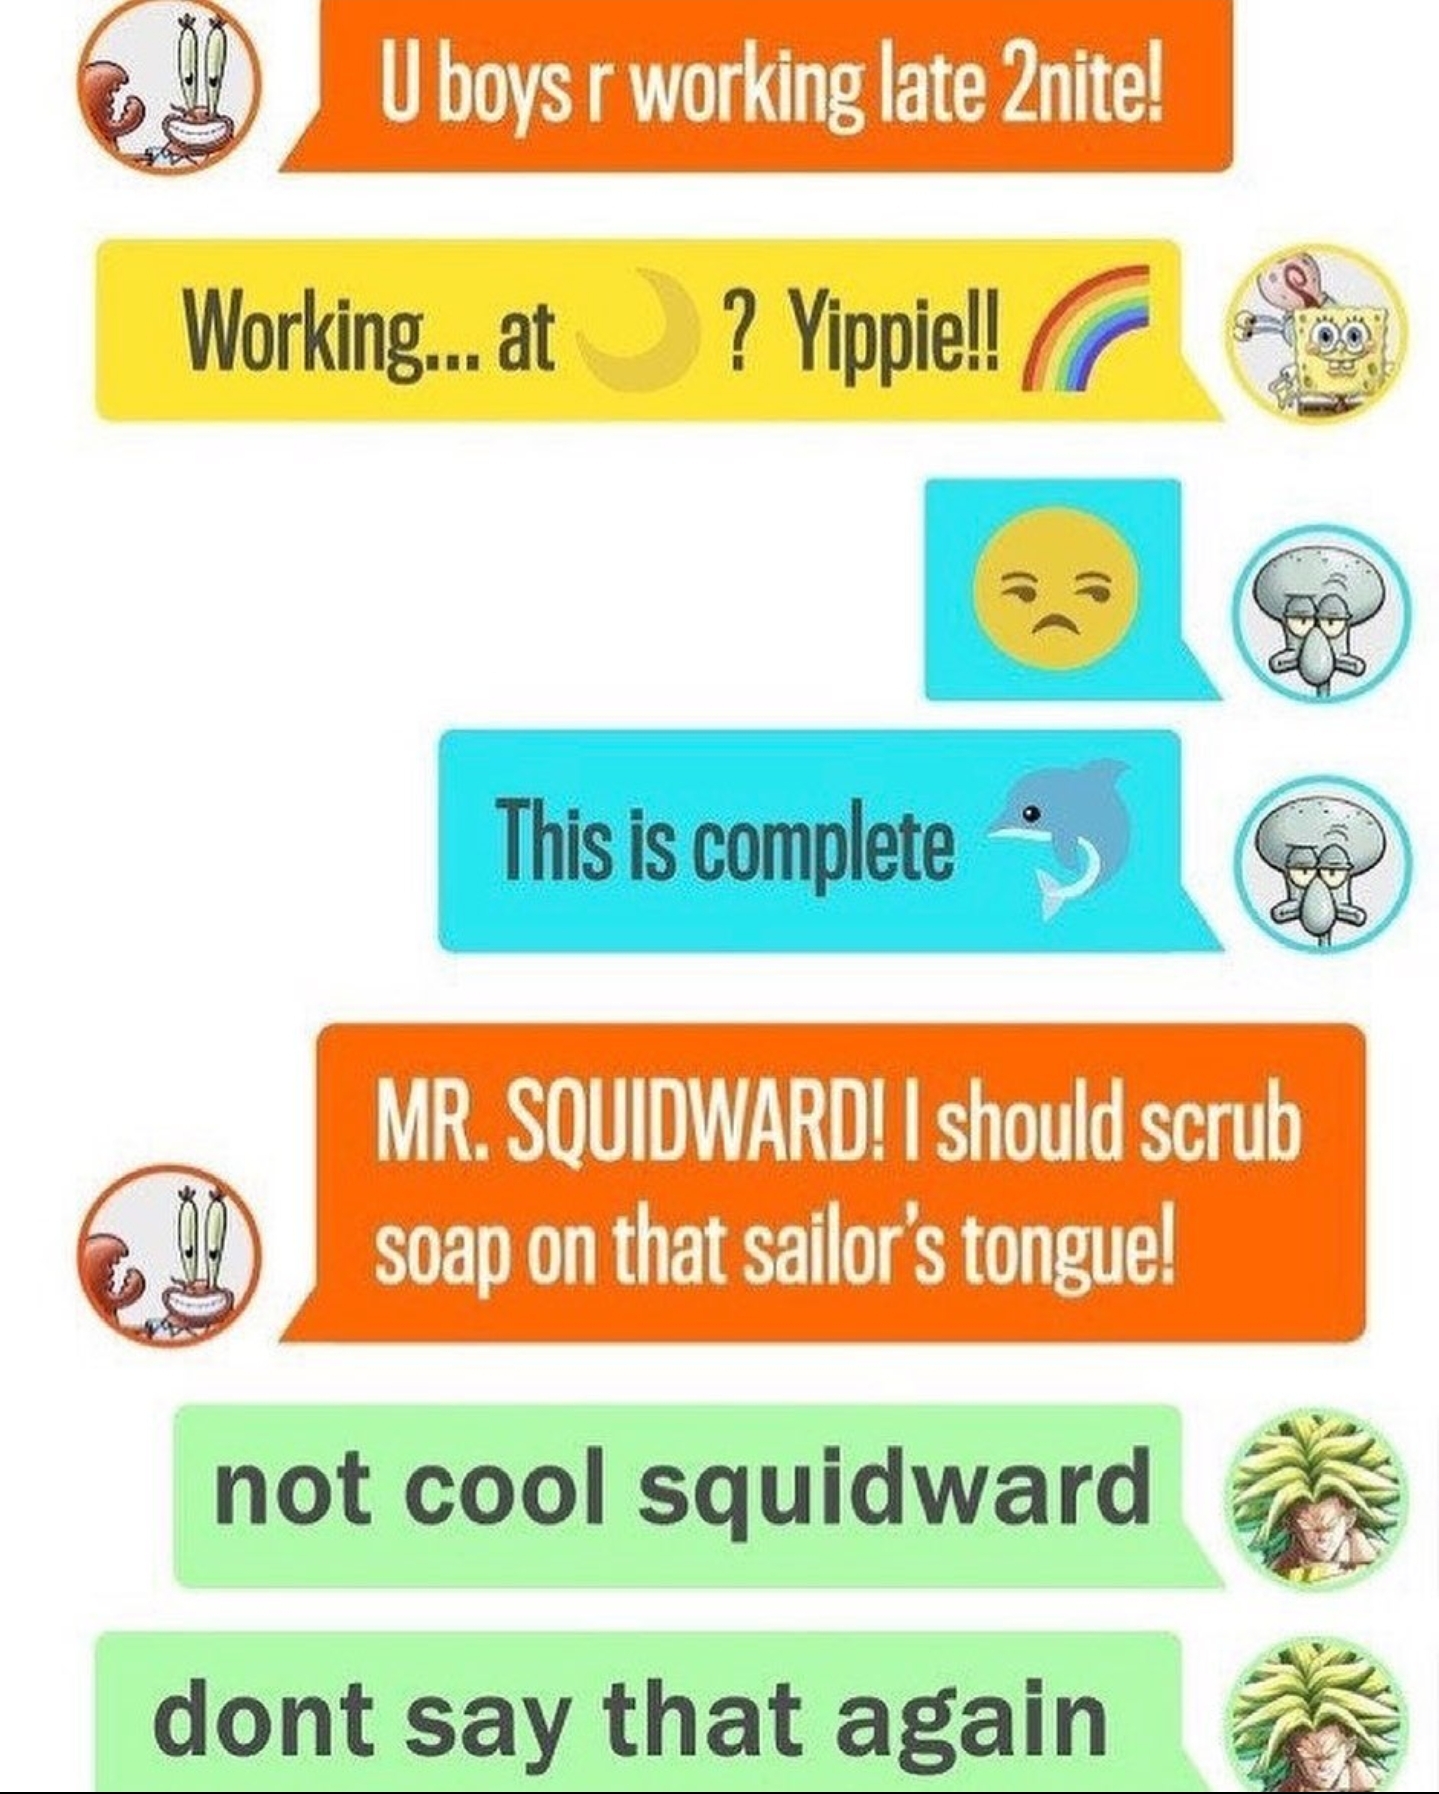 U boys r working late 2nite!
Working... at 🌙 ? Yippie!! 🌈
😒
This is complete 🐬
MR. SQUIDWARD! I should scrub
soap on that sailor's tongue!
not cool squidward
dont say that again